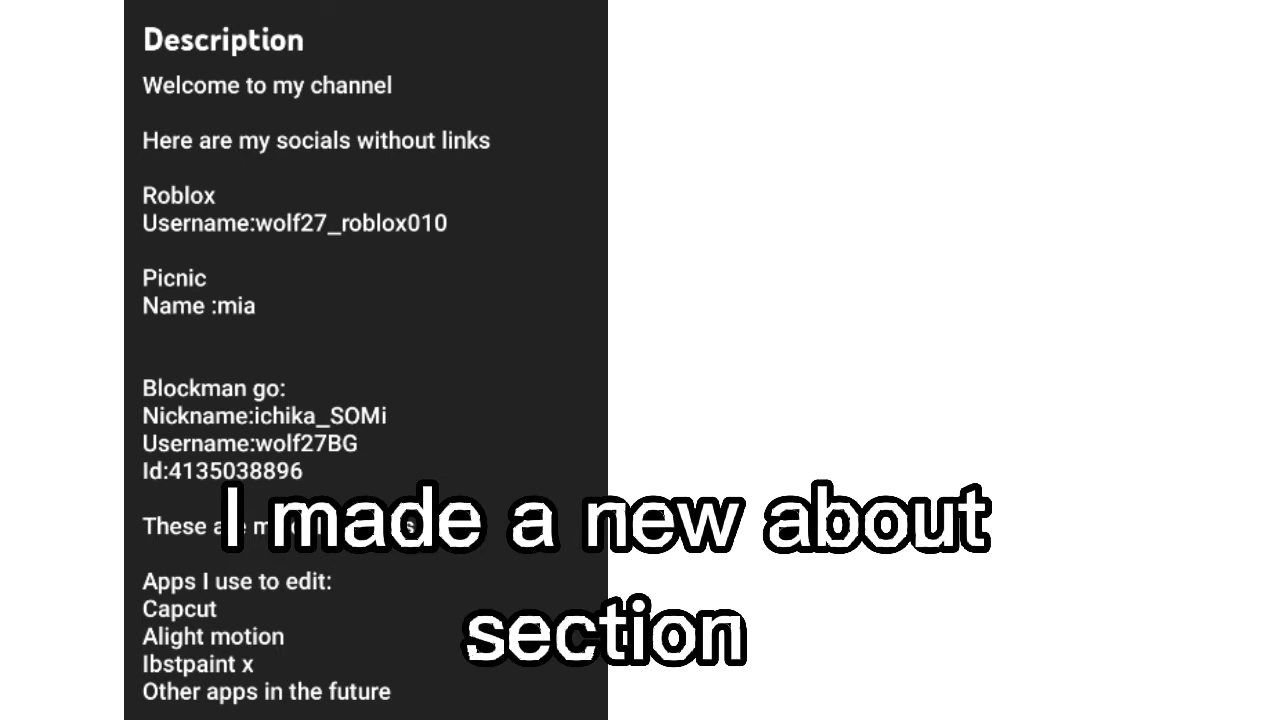 Description
Welcome to my channel
Here are my socials without links
Roblox
Username:wolf27_roblox010
Picnic
Name :mia
Blockman go:
Nickname:ichika_SOMi
Username:wolf27BG
Id:4135038896
These are
I made a new about
section
Apps I use to edit:
Capcut
Alight motion
Ibstpaint x
Other apps in the future